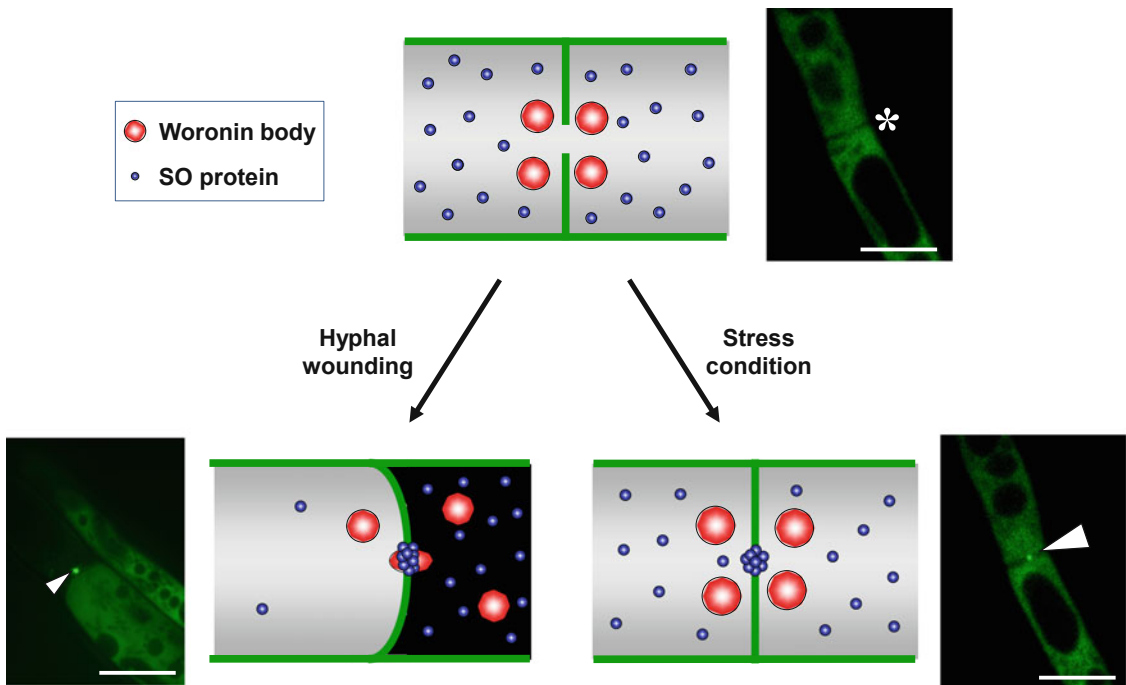 Woronin body
SO protein
*
Hyphal
wounding
Stress
condition